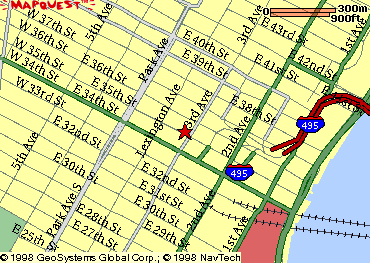 MAPQUEST
300m
900ft
W 37th St
W 36th St
W 35th St
W 34th St
W 33rd St
5th Ave
Park Ave
3rd Ave
1st Ave
E 43rd St
E 42nd St
E 41st St
E 40th St
E 39th St
E 38th St
E 36th St
E 35th St
E 34th St
Lexington Ave
3rd Ave
2nd Ave
495
495
E 32nd St
E 30th St
5th Ave
S Park Ave S
E 32nd St
E 31st St
E 30th St
E 29th
E 28th St
E 27th St
E 25th St
2nd Ave
1st Ave
© 1998 GeoSystems Global Corp.; © 1998 NavTech